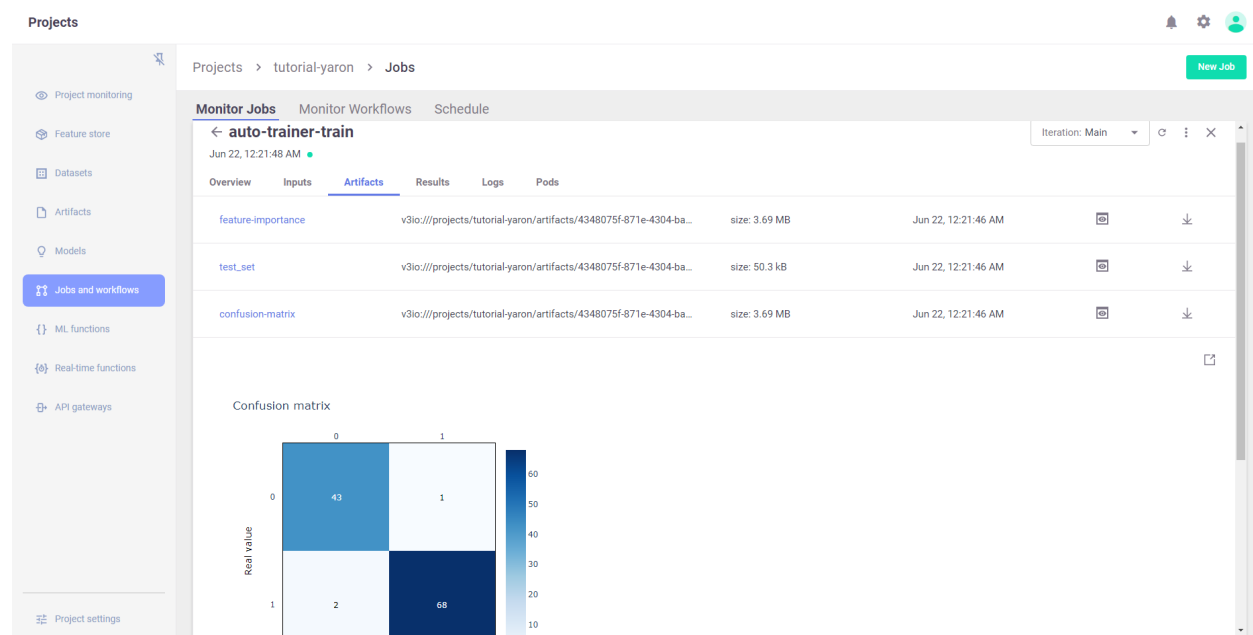 Projects
Projects > tutorial-yaron > Jobs
New Job
Project monitoring
Feature store
Datasets
Artifacts
Models
Jobs and workflows
ML functions
Real-time functions
API gateways
Project settings
Monitor Jobs Monitor Workflows Schedule
auto-trainer-train
Iteration: Main
Jun 22, 12:21:48 AM
Overview Inputs Artifacts Results Logs Pods
feature-importance v3io:///projects/tutorial-yaron/artifacts/4348075f-871e-4304-ba... size: 3.69 MB Jun 22, 12:21:46 AM
test_set v3io:///projects/tutorial-yaron/artifacts/4348075f-871e-4304-ba... size: 50.3 kB Jun 22, 12:21:46 AM
confusion-matrix v3io:///projects/tutorial-yaron/artifacts/4348075f-871e-4304-ba... size: 3.69 MB Jun 22, 12:21:46 AM
Confusion matrix
0 1
0 43 1
1 2 68
Real value
60
50
40
30
20
10